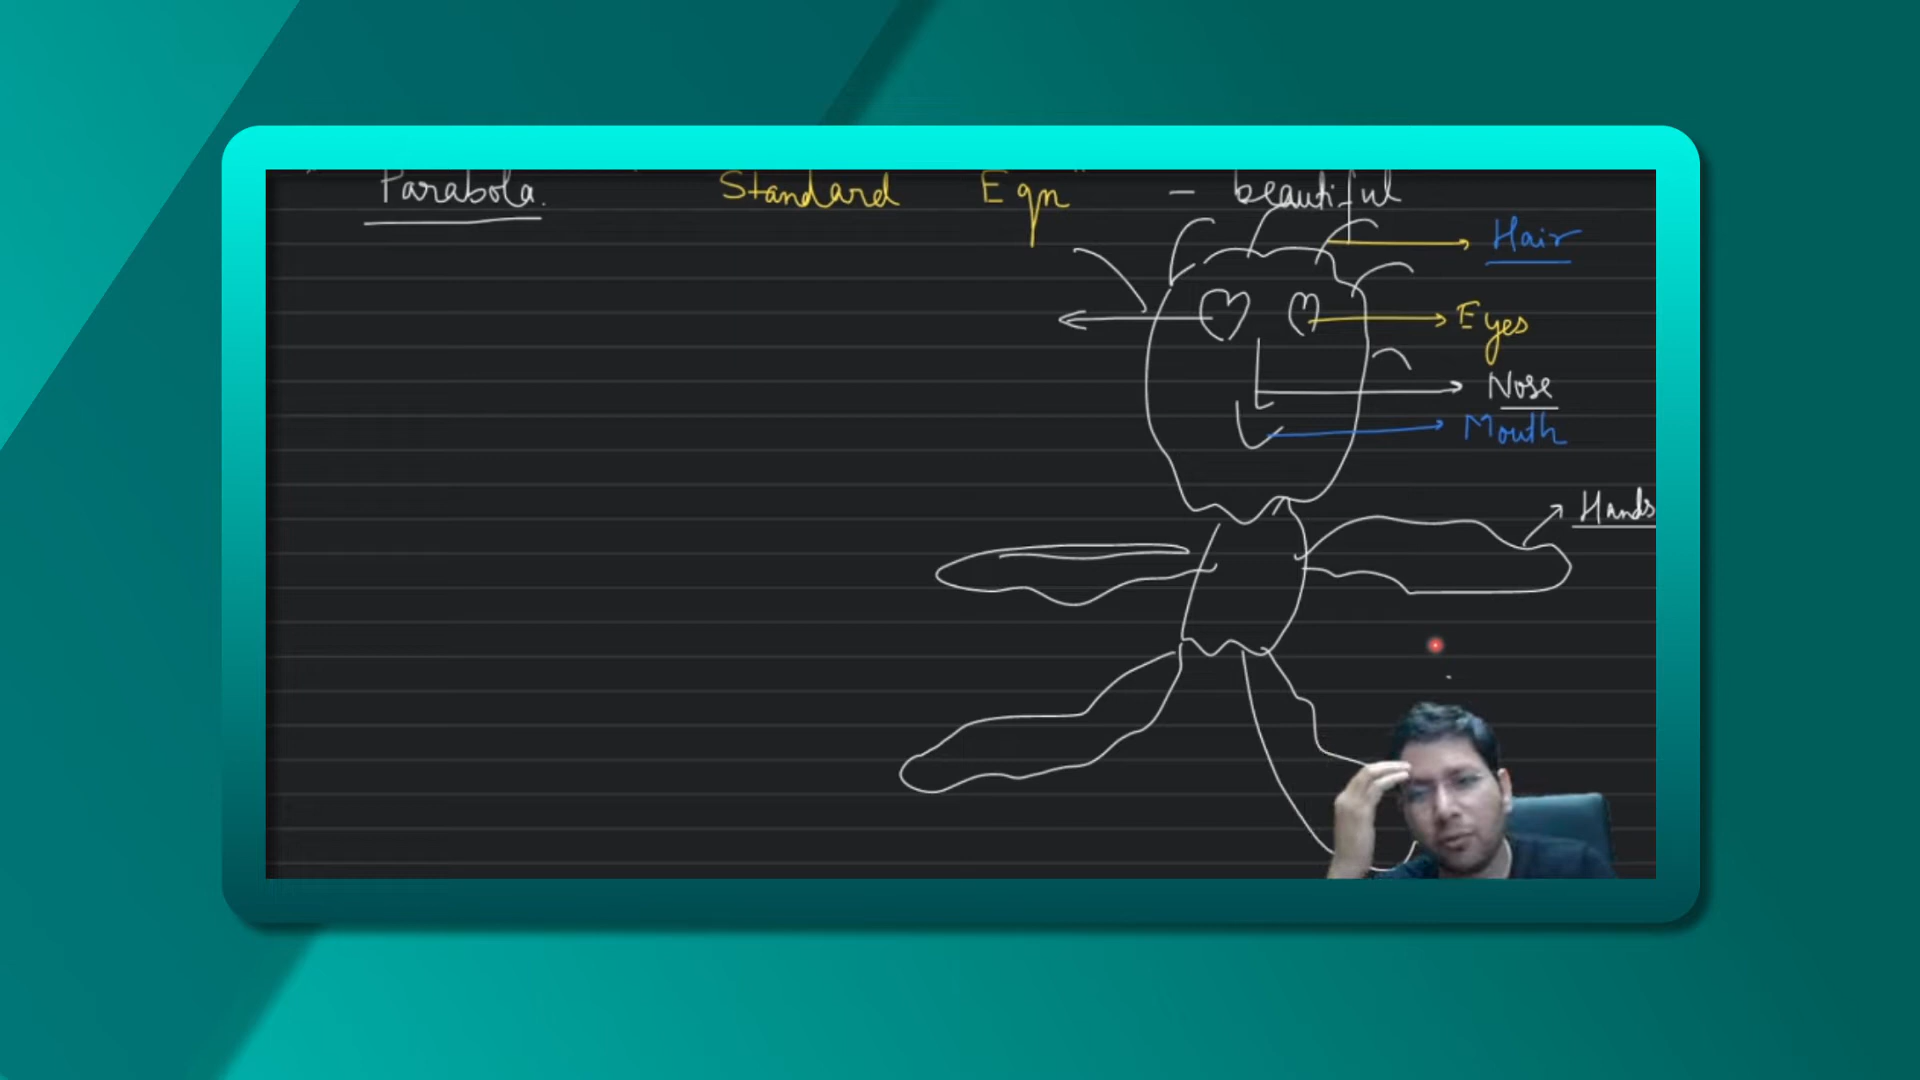 Parabola. Standard Eqn" - beautiful
Hair
Eyes
Nose
Mouth
Hands